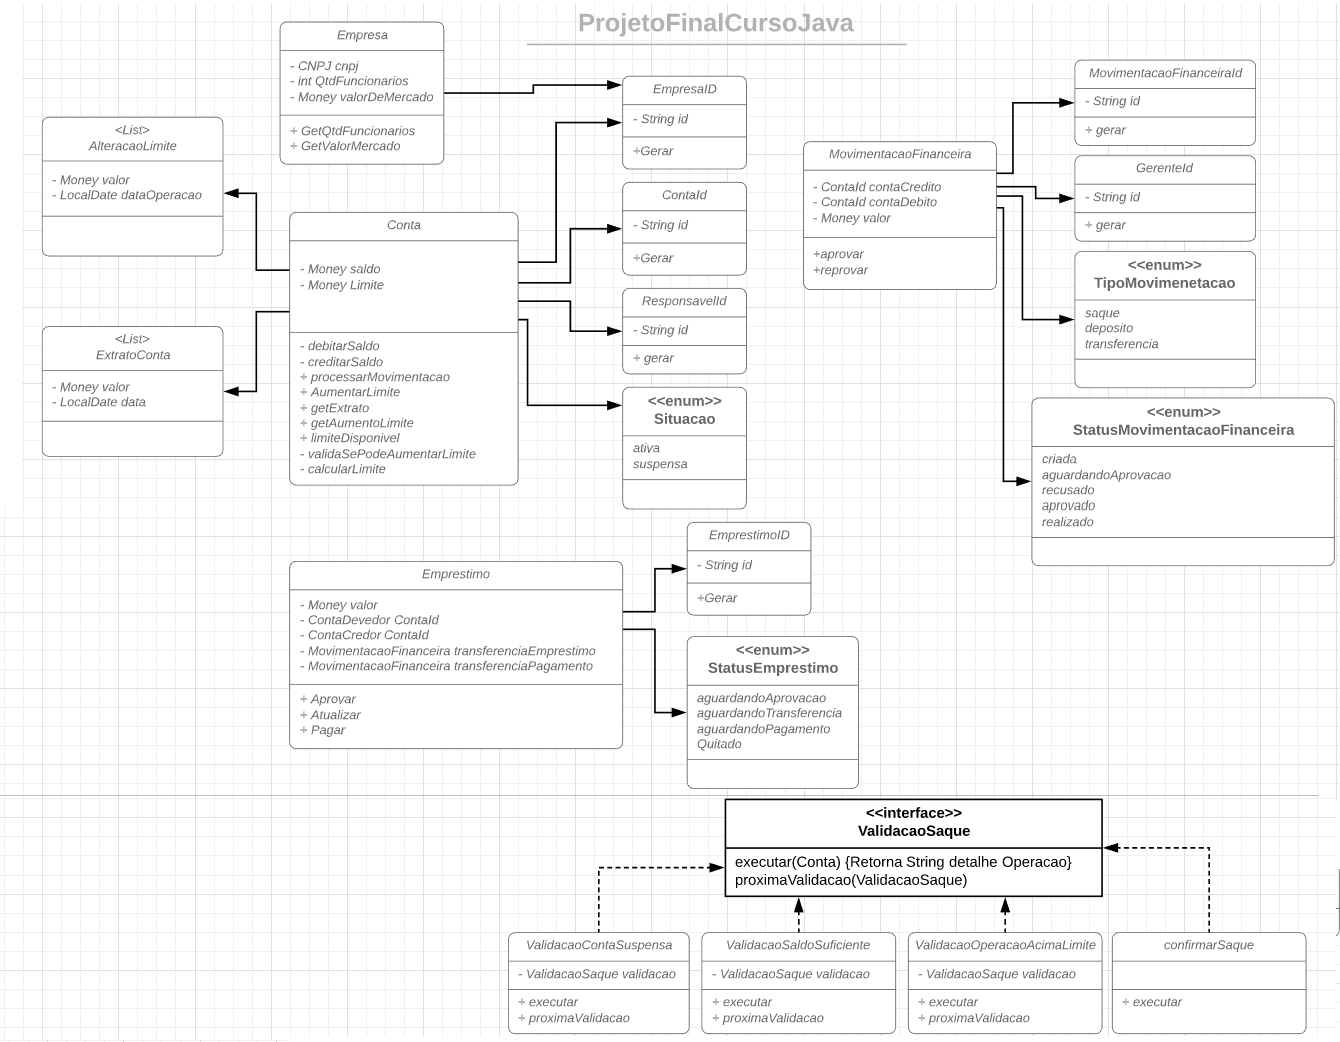 ProjetoFinalCursoJava
Empresa
- CNPJ cnpj
- int QtdFuncionarios
- Money valorDeMercado
+ GetQtdFuncionarios
+ GetValorMercado
<List>
AlteracaoLimite
- Money valor
- LocalDate dataOperacao
<List>
ExtratoConta
- Money valor
- LocalDate data
Conta
- Money saldo
- Money Limite
- debitarSaldo
- creditarSaldo
+ processarMovimentacao
+ AumentarLimite
+ getExtrato
+ getAumentoLimite
+ limiteDisponivel
- validaSePodeAumentarLimite
- calcularLimite
EmpresaID
- String id
+Gerar
ContaId
- String id
+Gerar
ResponsavelId
- String id
+ gerar
<<enum>>
Situacao
ativa
suspensa
MovimentacaoFinanceira
- ContaId contaCredito
- ContaId contaDebito
- Money valor
+aprovar
+reprovar
MovimentacaoFinanceiraId
- String id
+ gerar
GerenteId
- String id
+ gerar
<<enum>>
TipoMovimenetacao
saque
deposito
transferencia
<<enum>>
StatusMovimentacaoFinanceira
criada
aguardandoAprovacao
recusado
aprovado
realizado
Emprestimo
- Money valor
- ContaDevedor ContaId
- ContaCredor ContaId
- MovimentacaoFinanceira transferenciaEmprestimo
- MovimentacaoFinanceira transferenciaPagamento
+ Aprovar
+ Atualizar
+ Pagar
EmprestimoID
- String id
+Gerar
<<enum>>
StatusEmprestimo
aguardandoAprovacao
aguardandoTransferencia
aguardandoPagamento
Quitado
<<interface>>
ValidacaoSaque
executar(Conta) {Retorna String detalhe Operacao}
proximaValidacao(ValidacaoSaque)
ValidacaoContaSuspensa
- ValidacaoSaque validacao
+ executar
+ proximaValidacao
ValidacaoSaldoSuficiente
- ValidacaoSaque validacao
+ executar
+ proximaValidacao
ValidacaoOperacaoAcimaLimite
- ValidacaoSaque validacao
+ executar
+ proximaValidacao
confirmarSaque
+ executar